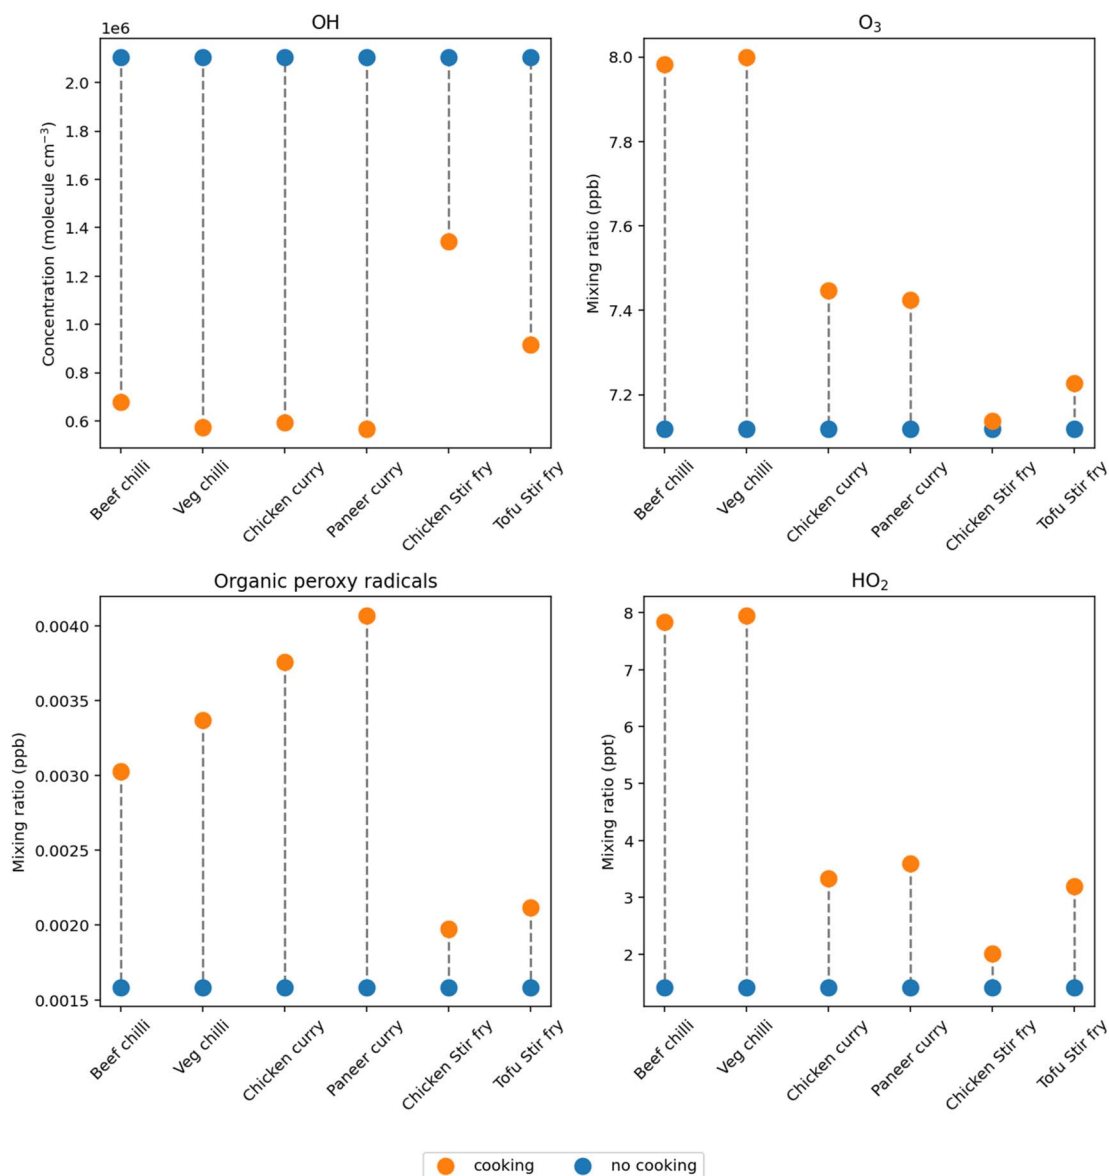 OH
1e6
Concentration (molecule cm⁻³)
2.0
1.8
1.6
1.4
1.2
1.0
0.8
0.6
Beef chilli
Veg chilli
Chicken curry
Paneer curry
Chicken Stir fry
Tofu Stir fry
O₃
Mixing ratio (ppb)
8.0
7.8
7.6
7.4
7.2
Beef chilli
Veg chilli
Chicken curry
Paneer curry
Chicken Stir fry
Tofu Stir fry
Organic peroxy radicals
Mixing ratio (ppb)
0.0040
0.0035
0.0030
0.0025
0.0020
0.0015
Beef chilli
Veg chilli
Chicken curry
Paneer curry
Chicken Stir fry
Tofu Stir fry
HO₂
Mixing ratio (ppt)
8
7
6
5
4
3
2
Beef chilli
Veg chilli
Chicken curry
Paneer curry
Chicken Stir fry
Tofu Stir fry
cooking no cooking